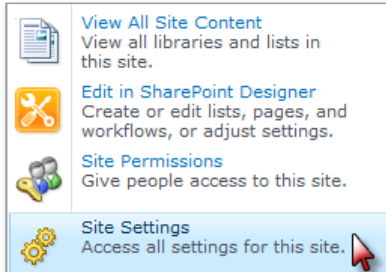 View All Site Content
View all libraries and lists in
this site.
Edit in SharePoint Designer
Create or edit lists, pages, and
workflows, or adjust settings.
Site Permissions
Give people access to this site.
Site Settings
Access all settings for this site.